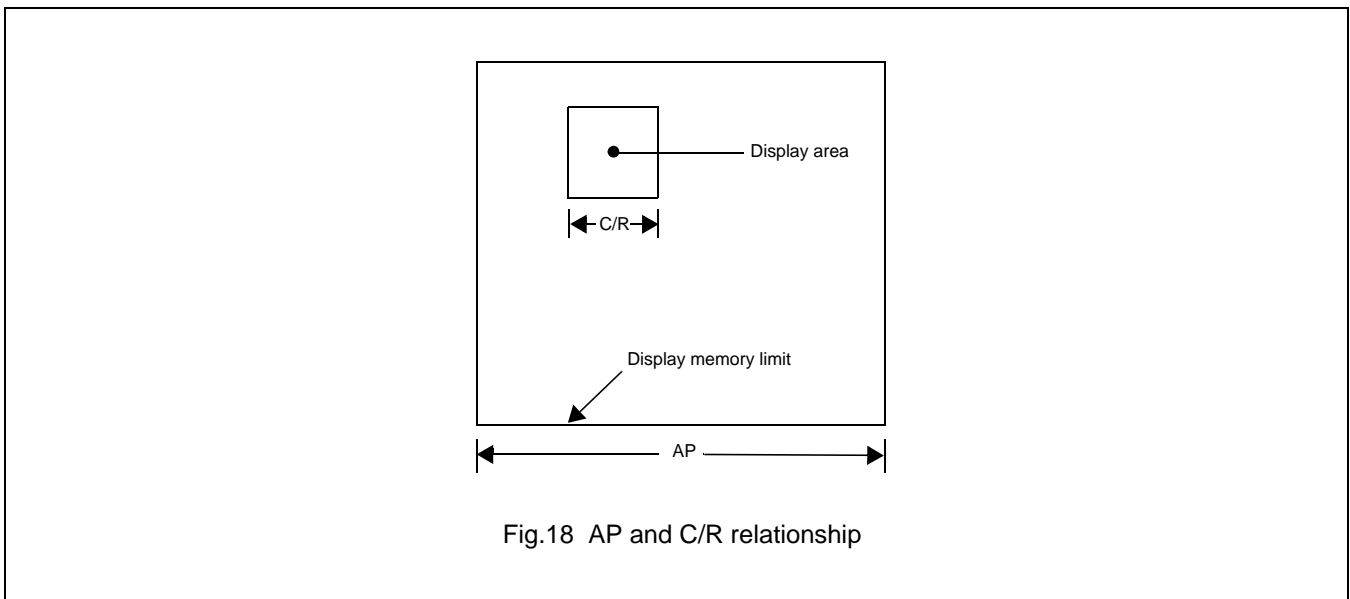 Display area
C/R
Display memory limit
AP
Fig.18 AP and C/R relationship